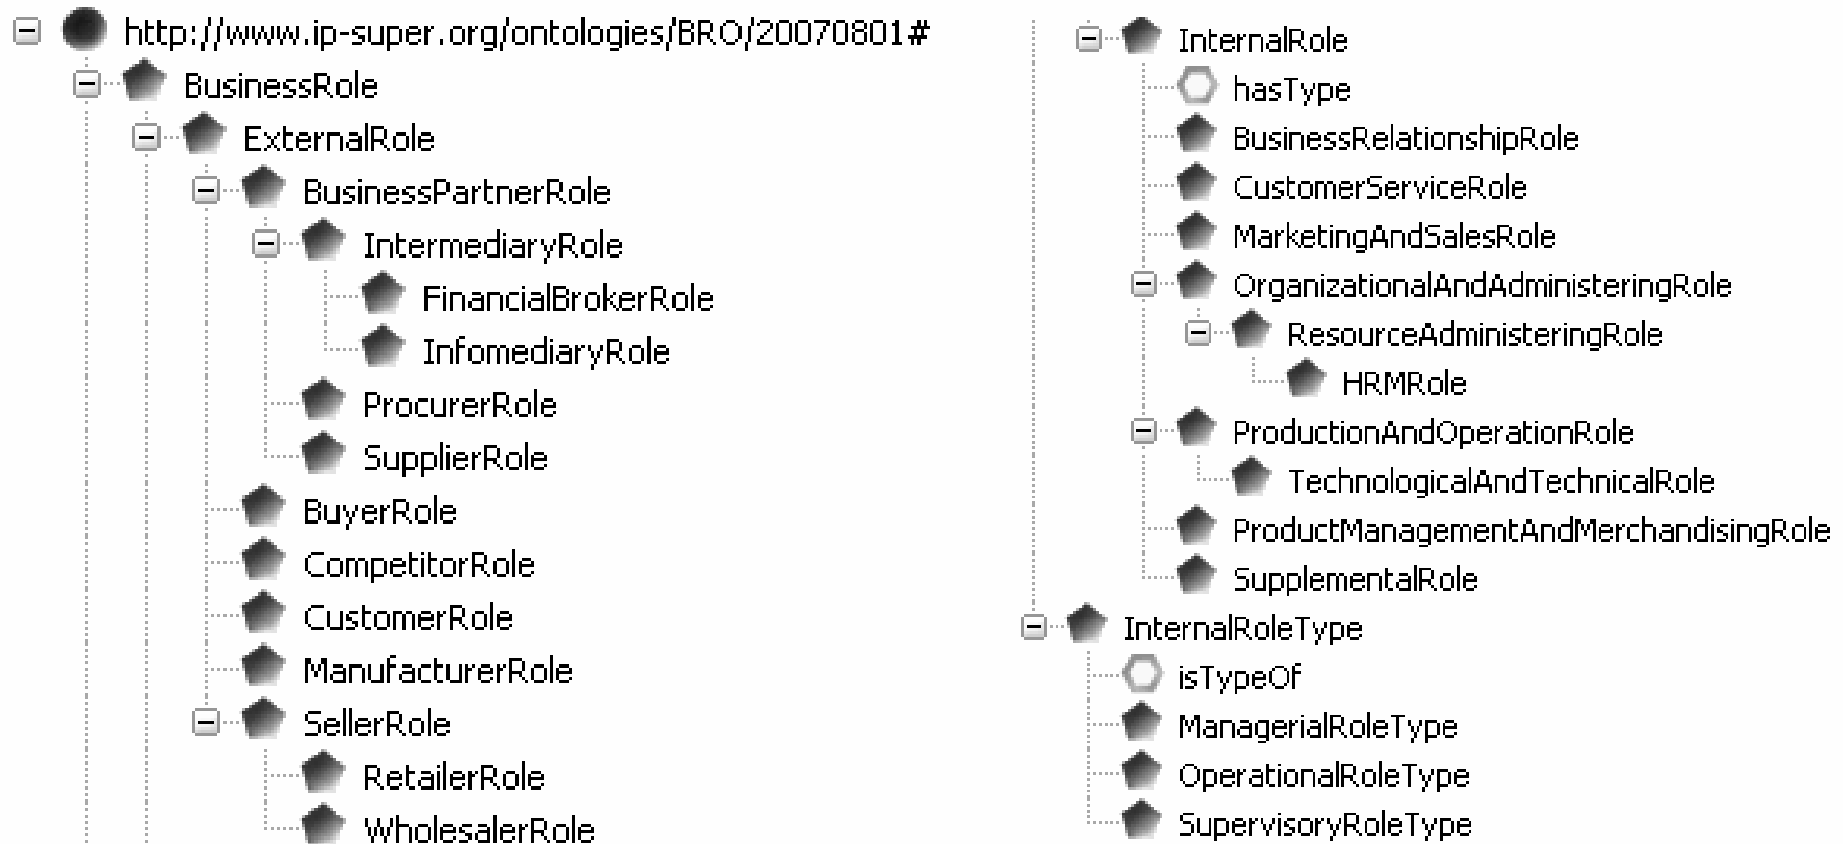 http://www.ip-super.org/ontologies/BRO/20070801#
BusinessRole
ExternalRole
BusinessPartnerRole
IntermediaryRole
FinancialBrokerRole
InfomediaryRole
ProcurerRole
SupplierRole
BuyerRole
CompetitorRole
CustomerRole
ManufacturerRole
SellerRole
RetailerRole
WholesalerRole
InternalRole
hasType
BusinessRelationshipRole
CustomerServiceRole
MarketingAndSalesRole
OrganizationalAndAdministeringRole
ResourceAdministeringRole
HRMRole
ProductionAndOperationRole
TechnologicalAndTechnicalRole
ProductManagementAndMerchandisingRole
SupplementalRole
InternalRoleType
isTypeOf
ManagerialRoleType
OperationalRoleType
SupervisoryRoleType